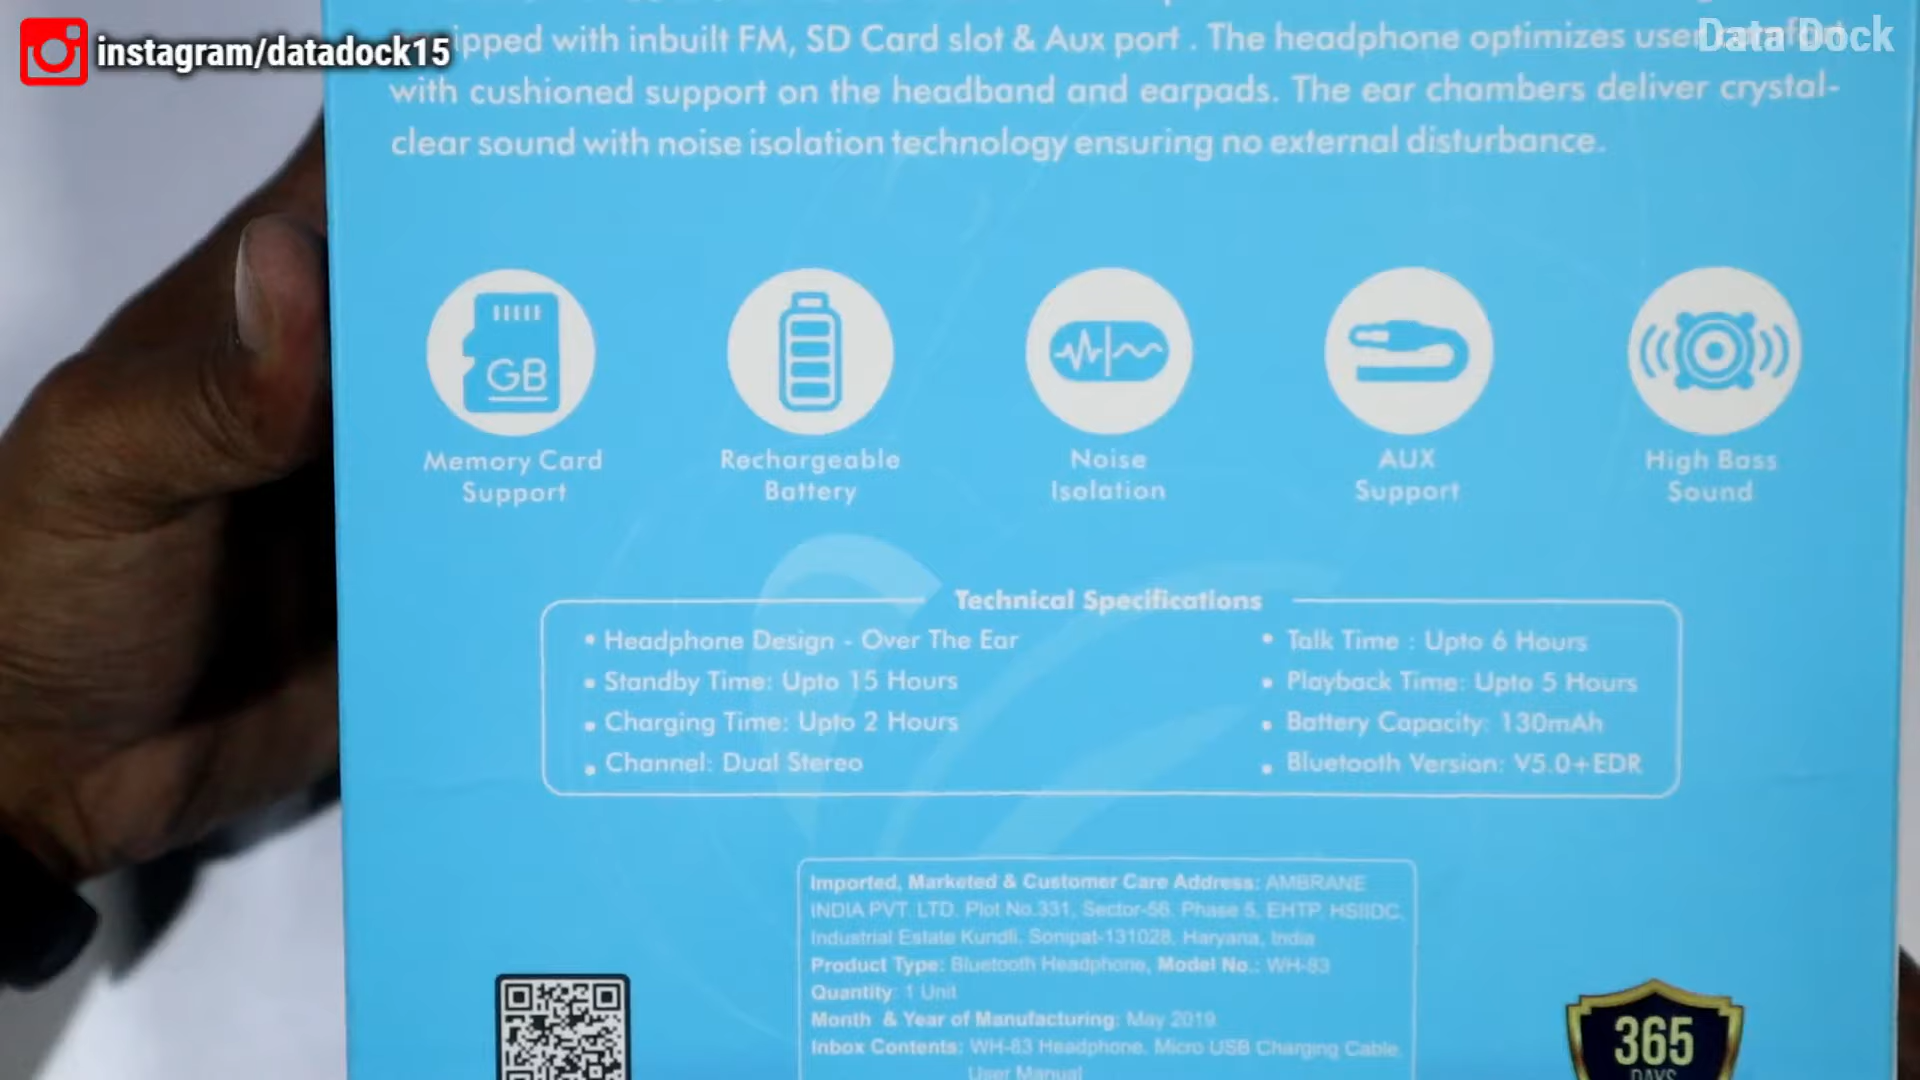 instagram/datadock15
Data Dock
ipped with inbuilt FM, SD Card slot & Aux port . The headphone optimizes user
with cushioned support on the headband and earpads. The ear chambers deliver crystal-
clear sound with noise isolation technology ensuring no external disturbance.
GB
Memory Card
Support
Rechargeable
Battery
Noise
Isolation
AUX
Support
High Bass
Sound
Technical Specifications
• Headphone Design - Over The Ear
• Standby Time: Upto 15 Hours
• Charging Time: Upto 2 Hours
• Channel: Dual Stereo
• Talk Time : Upto 6 Hours
• Playback Time: Upto 5 Hours
• Battery Capacity: 130mAh
• Bluetooth Version: V5.0+EDR
Imported, Marketed & Customer Care Address: AMBRANE
INDIA PVT. LTD. Plot No.331, Sector-56, Phase 5, EHTP, HSIIDC,
Industrial Estate Kundli, Sonipat-131028, Haryana, India
Product Type: Bluetooth Headphone, Model No.: WH-83
Quantity: 1 Unit
Month & Year of Manufacturing: May 2019
Inbox Contents: WH-83 Headphone, Micro USB Charging Cable,
User Manual
365
DAYS